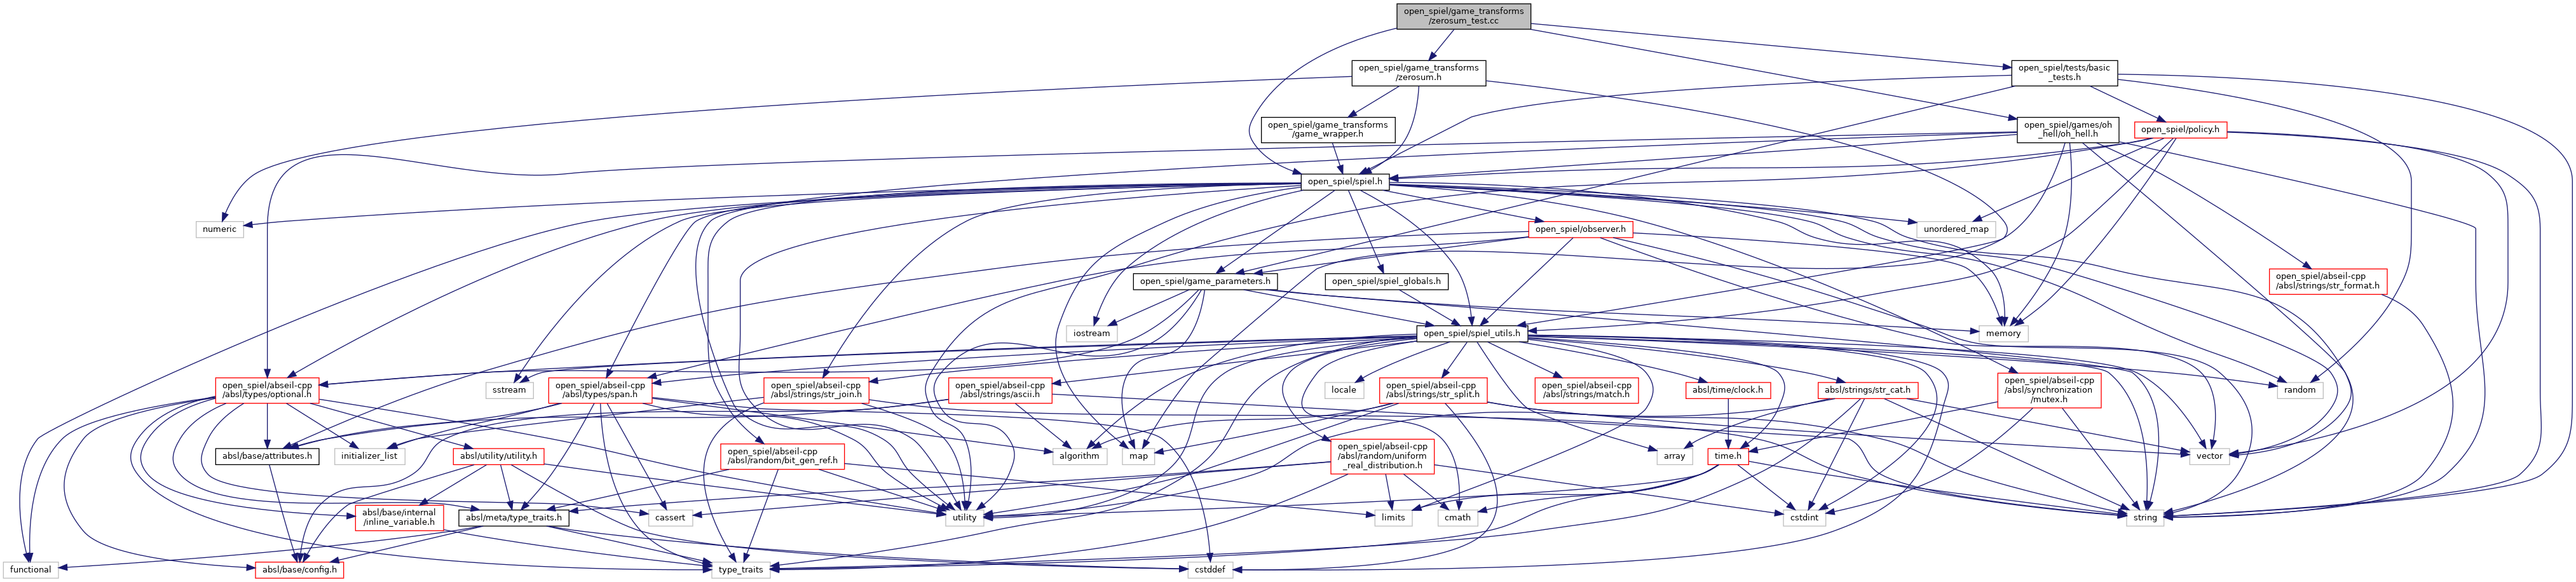 open_spiel/game_transforms
/zerosum_test.cc
open_spiel/game_transforms
/zerosum.h
open_spiel/tests/basic
_tests.h
open_spiel/game_transforms
/game_wrapper.h
open_spiel/games/oh
_hell/oh_hell.h
open_spiel/policy.h
open_spiel/spiel.h
numeric
open_spiel/observer.h
unordered_map
open_spiel/game_parameters.h
open_spiel/spiel_globals.h
open_spiel/abseil-cpp
/absl/strings/str_format.h
iostream
open_spiel/spiel_utils.h
memory
open_spiel/abseil-cpp
/absl/types/optional.h
sstream
open_spiel/abseil-cpp
/absl/types/span.h
open_spiel/abseil-cpp
/absl/strings/str_join.h
open_spiel/abseil-cpp
/absl/strings/ascii.h
locale
open_spiel/abseil-cpp
/absl/strings/str_split.h
open_spiel/abseil-cpp
/absl/strings/match.h
absl/time/clock.h
absl/strings/str_cat.h
open_spiel/abseil-cpp
/absl/synchronization
/mutex.h
random
absl/base/attributes.h
initializer_list
absl/utility/utility.h
open_spiel/abseil-cpp
/absl/random/bit_gen_ref.h
algorithm
map
open_spiel/abseil-cpp
/absl/random/uniform
_real_distribution.h
array
time.h
vector
absl/base/internal
/inline_variable.h
absl/meta/type_traits.h
cassert
utility
limits
cmath
cstdint
string
functional
absl/base/config.h
type_traits
cstddef